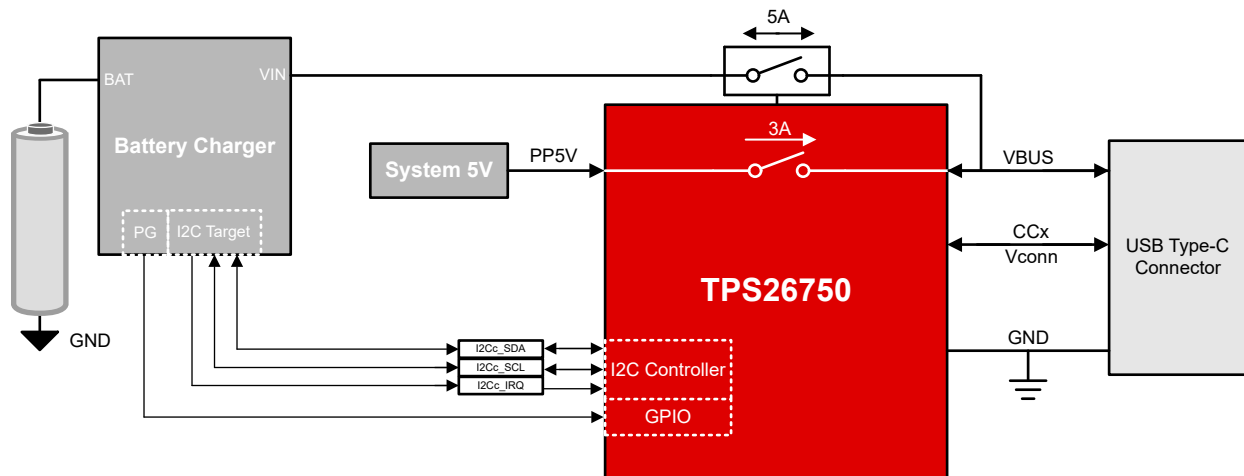 5A
BAT
VIN
Battery Charger
3A
System 5V
PP5V
VBUS
PG
I2C Target
CCx
Vconn
USB Type-C
Connector
TPS26750
GND
GND
I2Cc_SDA
I2Cc_SCL
I2Cc_IRQ
I2C Controller
GPIO